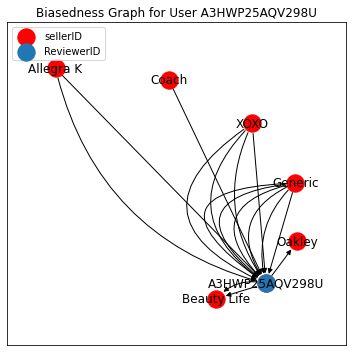 Biasedness Graph for User A3HWP25AQV298U
sellerID
ReviewerID
Allegra K
Coach
XOXO
Generic
Oakley
A3HWP25AQV298U
Beauty Life